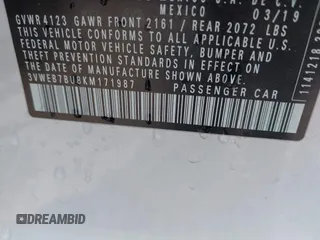 MEXICO 03/19
GVWR 4123 GAWR FRONT 2161 / REAR 2072 LBS
THIS VEHICLE CONFORMS TO ALL APPLICABLE
FEDERAL MOTOR VEHICLE SAFETY, BUMPER AND
THEFT PREVENTION STANDARDS IN EFFECT ON THE
DATE OF MANUFACTURE SHOWN ABOVE
3VWEB7BU8KM171987
PASSENGER CAR
1141218
DREAMBID